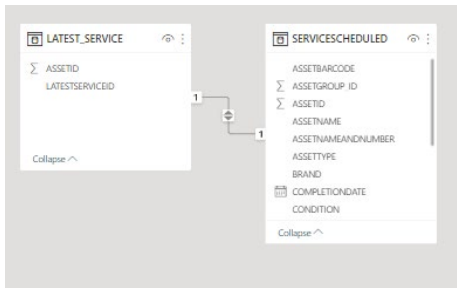 LATEST_SERVICE
ASSETID
LATESTSERVICEID
Collapse
1
1
SERVICESCHEDULED
ASSETBARCODE
ASSETGROUP ID
ASSETID
ASSETNAME
ASSETNAMEANDNUMBER
ASSETTYPE
BRAND
COMPLETIONDATE
CONDITION
Collapse